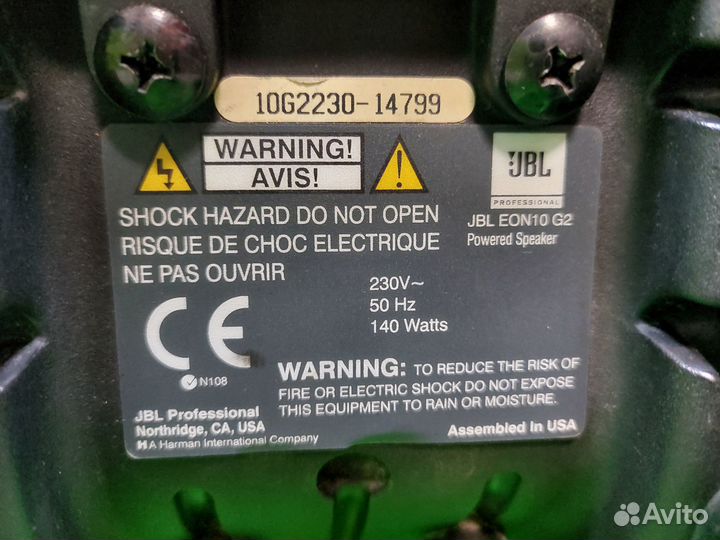 10G2230-14799
WARNING!
AVIS!
JBL
PROFESSIONAL
SHOCK HAZARD DO NOT OPEN
RISQUE DE CHOC ELECTRIQUE
NE PAS OUVRIR
JBL EON10 G2
Powered Speaker
230V~
50 Hz
140 Watts
CE
N108
WARNING: TO REDUCE THE RISK OF
FIRE OR ELECTRIC SHOCK DO NOT EXPOSE
THIS EQUIPMENT TO RAIN OR MOISTURE.
JBL Professional
Northridge, CA, USA
H A Harman International Company
Assembled In USA
Avito